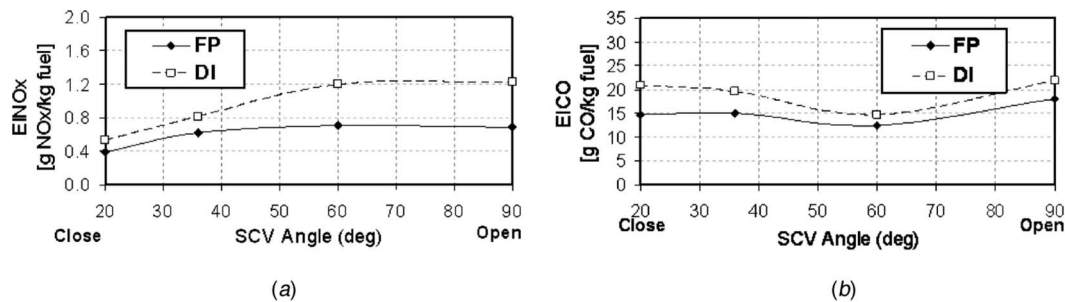 EINOx
[g NOx/kg fuel]
2.0
1.6
1.2
0.8
0.4
0.0
FP
DI
20 30 40 50 60 70 80 90
Close SCV Angle (deg) Open
(a)
EICO
[g CO/kg fuel]
35
30
25
20
15
10
5
0
FP
DI
20 30 40 50 60 70 80 90
Close SCV Angle (deg) Open
(b)